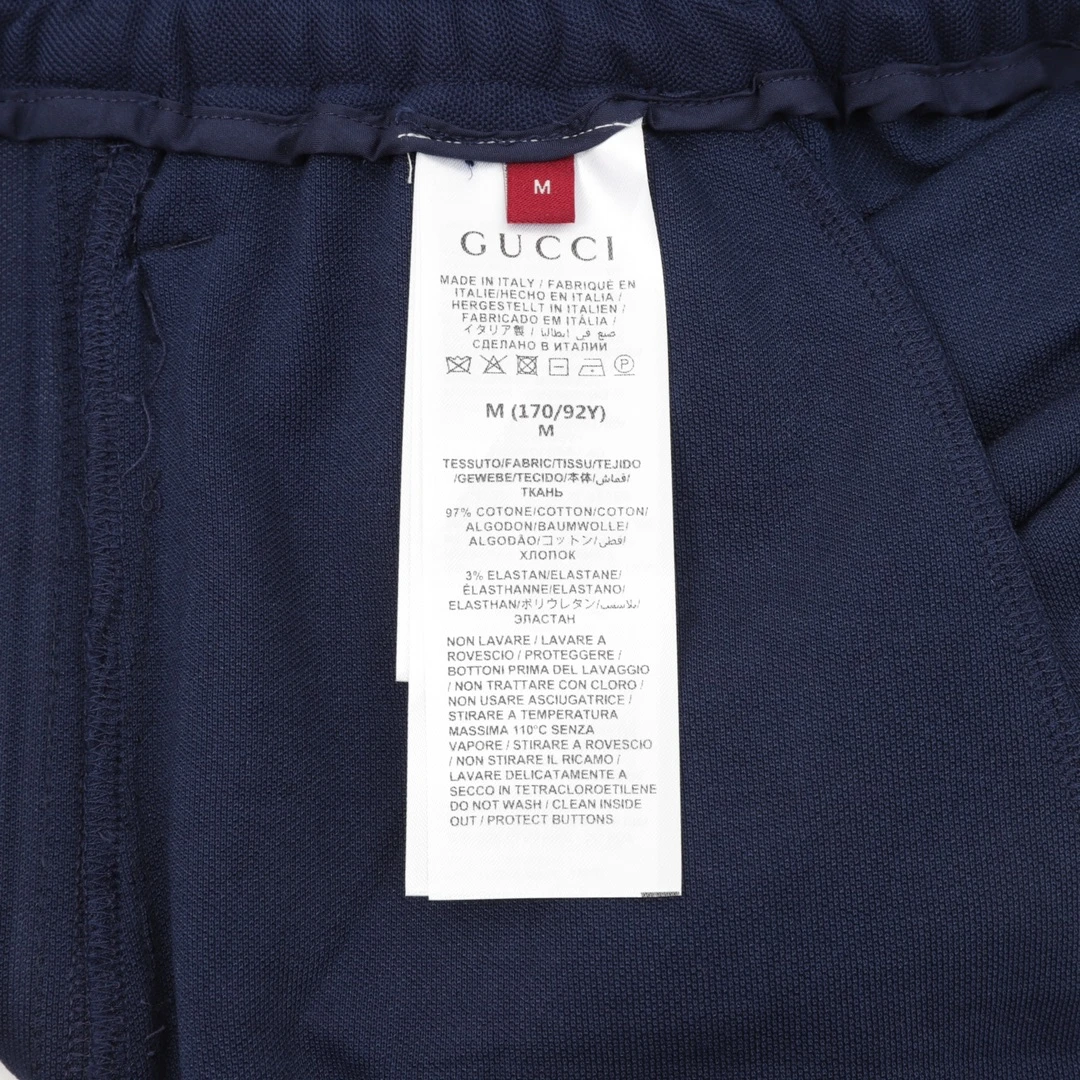 M
GUCCI
MADE IN ITALY / FABRIQUÉ EN
ITALIE/HECHO EN ITALIA /
HERGESTELLT IN ITALIEN /
FABRICADO EM ITÁLIA /
イタリア製 / صنع في ايطاليا
СДЕЛАНО В ИТАЛИИ
P
M (170/92Y)
M
TESSUTO/FABRIC/TISSU/TEJIDO
/GEWEBE/TECIDO/本体/قماش/
ТКАНЬ
97% COTONE/COTTON/COTON/
ALGODON/BAUMWOLLE/
ALGODÃO/コットン/قطن/
ХЛОПОК
3% ELASTAN/ELASTANE/
ÉLASTHANNE/ELASTANO/
ELASTHAN/ポリウレタン/
ЭЛАСТАН
NON LAVARE / LAVARE A
ROVESCIO / PROTEGGERE /
BOTTONI PRIMA DEL LAVAGGIO
/ NON TRATTARE CON CLORO /
NON USARE ASCIUGATRICE /
STIRARE A TEMPERATURA
MASSIMA 110°C SENZA
VAPORE / STIRARE A ROVESCIO
/ NON STIRARE IL RICAMO /
LAVARE DELICATAMENTE A
SECCO IN TETRACLOROETILENE
DO NOT WASH / CLEAN INSIDE
OUT / PROTECT BUTTONS